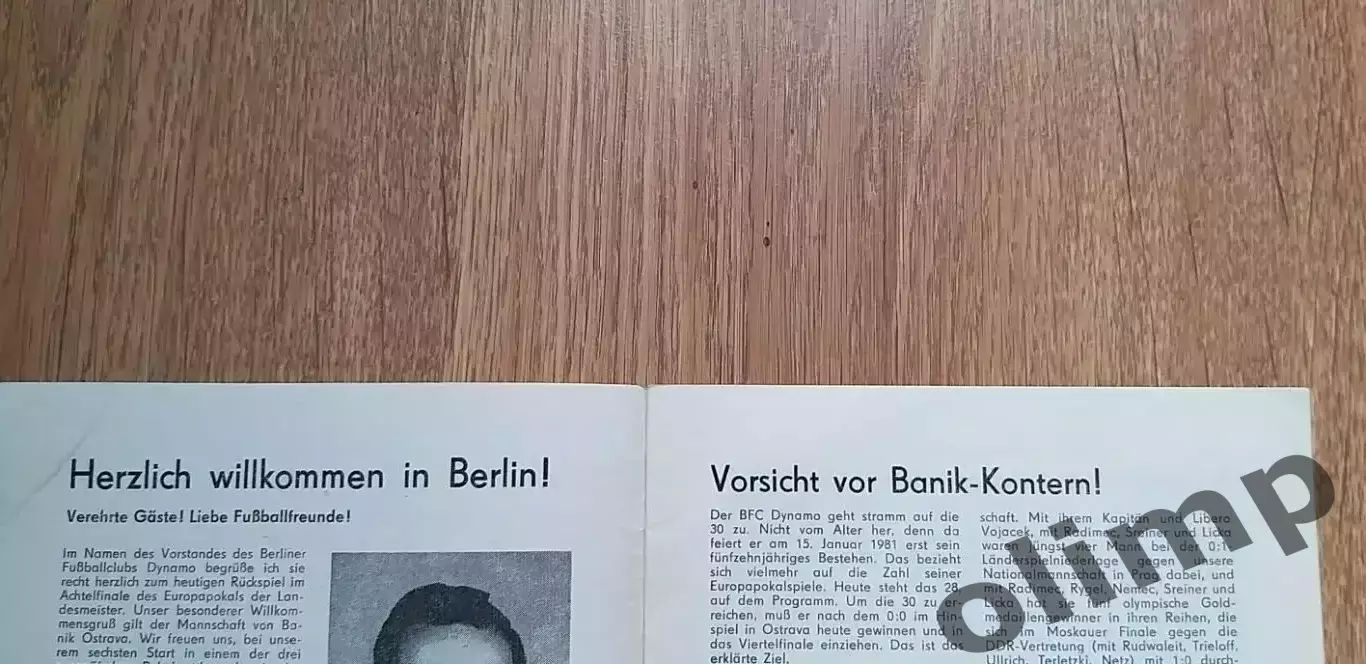 Herzlich willkommen in Berlin!
Verehrte Gäste! Liebe Fußballfreunde!
Im Namen des Vorstandes des Berliner
Fußballclubs Dynamo begrüße ich sie
recht herzlich zum heutigen Rückspiel im
Achtelfinale des Europapokals der Lan-
desmeister. Unser besonderer Willkom-
mensgruß gilt der Mannschaft von Ba-
nik Ostrava. Wir freuen uns, bei unse-
rem sechsten Start in einem der drei
Vorsicht vor Banik-Kontern!
Der BFC Dynamo geht stramm auf die
30 zu. Nicht vom Alter her, denn da
feiert er am 15. Januar 1981 erst sein
fünfzehnjähriges Bestehen. Das bezieht
sich vielmehr auf die Zahl seiner
Europapokalspiele. Heute steht das 28.
auf dem Programm. Um die 30 zu er-
reichen, muß er nach dem 0:0 im Hin-
spiel in Ostrava heute gewinnen und in
das Viertelfinale einziehen. Das ist das
erklärte Ziel.
schaft. Mit ihrem Kapitän und Libero
Vojacek, mit Radimec, Sreiner und Licka
waren jüngst vier Mann bei der 0:1-
Länderspielniederlage gegen unsere
Nationalmannschaft in Prag dabei, und
mit Radimec, Rygel, Nemec, Sreiner und
Licka hat sie fünf olympische Gold-
medaillengewinner in ihren Reihen, die
sich im Moskauer Finale gegen die
DDR-Vertretung (mit Rudwaleit, Trieloff,
Ullrich, Terletzki, Netz) mit 1:0 durch-
olimp